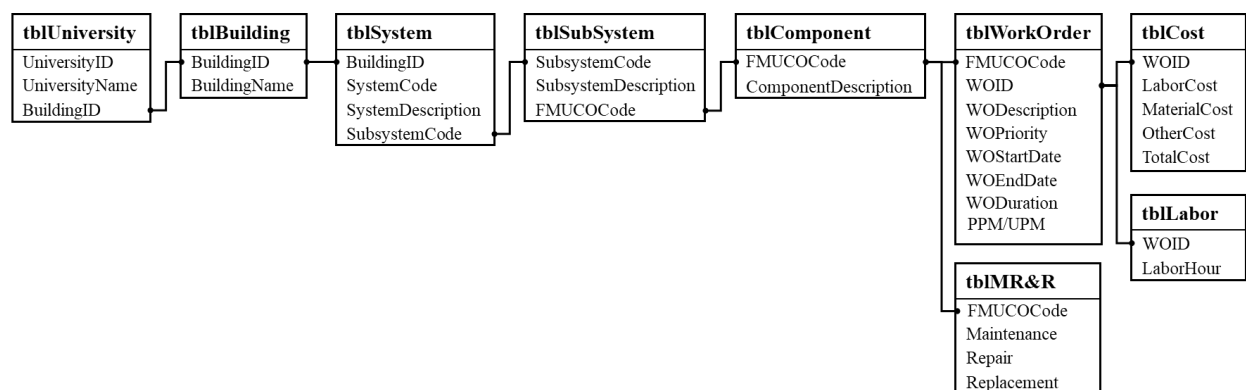 tblUniversity
UniversityID
UniversityName
BuildingID
tblBuilding
BuildingID
BuildingName
tblSystem
BuildingID
SystemCode
SystemDescription
SubsystemCode
tblSubSystem
SubsystemCode
SubsystemDescription
FMUCOCode
tblComponent
FMUCOCode
ComponentDescription
tblWorkOrder
FMUCOCode
WOID
WODescription
WOPriority
WOStartDate
WOEndDate
WODuration
PPM/UPM
tblCost
WOID
LaborCost
MaterialCost
OtherCost
TotalCost
tblLabor
WOID
LaborHour
tblMR&R
FMUCOCode
Maintenance
Repair
Replacement